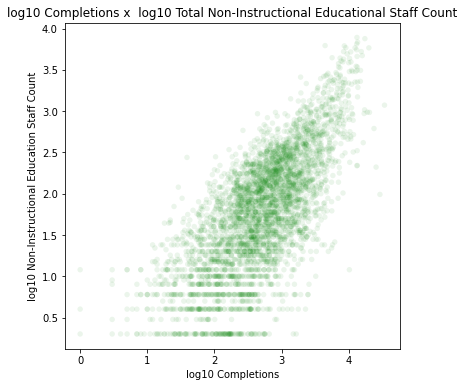 log10 Completions x  log10 Total Non-Instructional Educational Staff Count
4.0
3.5
3.0
2.5
2.0
1.5
1.0
0.5
log10 Non-Instructional Education Staff Count
0 1 2 3 4
log10 Completions